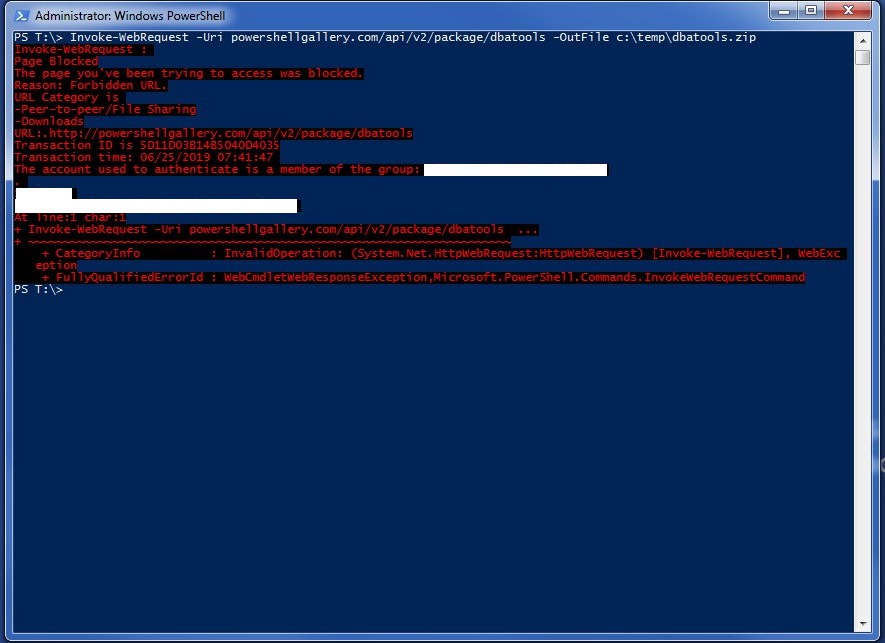 Administrator: Windows PowerShell
PS T:\> Invoke-WebRequest -Uri powershellgallery.com/api/v2/package/dbatools -OutFile c:\temp\dbatools.zip
Invoke-WebRequest :
Page Blocked
The page you've been trying to access was blocked.
Reason: Forbidden URL.
URL Category is
-Peer-to-peer/File Sharing
-Downloads
URL:.http://powershellgallery.com/api/v2/package/dbatools
Transaction ID is 5D11D03B14B5040D4035
Transaction time: 06/25/2019 07:41:47
The account used to authenticate is a member of the group:
.
At line:1 char:1
+ Invoke-WebRequest -Uri powershellgallery.com/api/v2/package/dbatools ...
+ ~~~~~~~~~~~~~~~~~~~~~~~~~~~~~~~~~~~~~~~~~~~~~~~~~~~~~~~~~~~~~~~~~~~~~
+ CategoryInfo : InvalidOperation: (System.Net.HttpWebRequest:HttpWebRequest) [Invoke-WebRequest], WebExc
eption
+ FullyQualifiedErrorId : WebCmdletWebResponseException,Microsoft.PowerShell.Commands.InvokeWebRequestCommand
PS T:\>